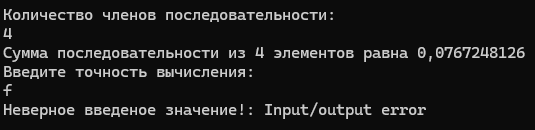 Количество членов последовательности:
4
Сумма последовательности из 4 элементов равна 0,0767248126
Введите точность вычисления:
f
Неверное введеное значение!: Input/output error